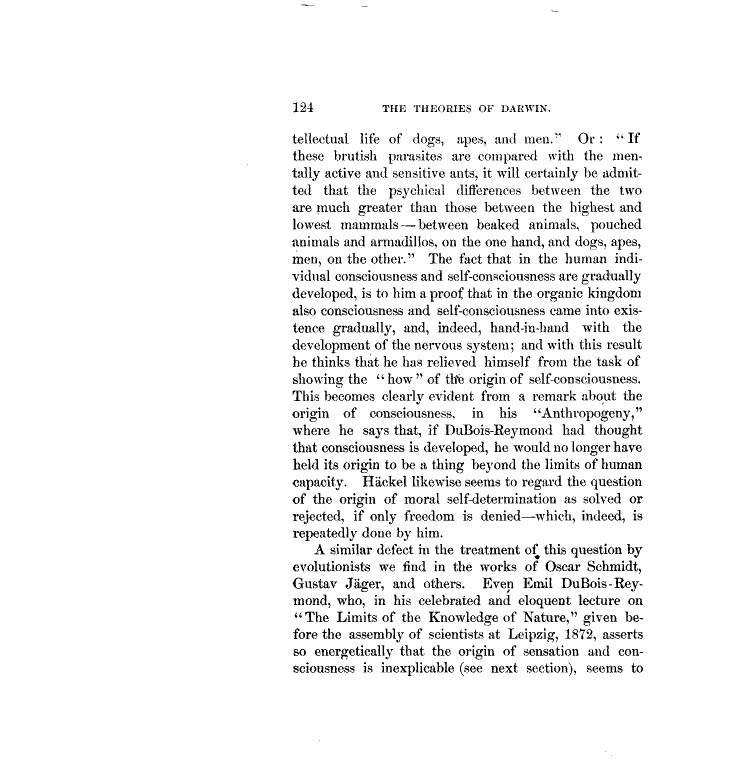 124 THE THEORIES OF DARWIN.
tellectual life of dogs, apes, and men." Or: "If
these brutish parasites are compared with the men-
tally active and sensitive ants, it will certainly be admit-
ted that the psychical differences between the two
are much greater than those between the highest and
lowest mammals—between beaked animals, pouched
animals and armadillos, on the one hand, and dogs, apes,
men, on the other." The fact that in the human indi-
vidual consciousness and self-consciousness are gradually
developed, is to him a proof that in the organic kingdom
also consciousness and self-consciousness came into exis-
tence gradually, and, indeed, hand-in-hand with the
development of the nervous system; and with this result
he thinks that he has relieved himself from the task of
showing the "how" of the origin of self-consciousness.
This becomes clearly evident from a remark about the
origin of consciousness, in his "Anthropogeny,"
where he says that, if DuBois-Reymond had thought
that consciousness is developed, he would no longer have
held its origin to be a thing beyond the limits of human
capacity. Häckel likewise seems to regard the question
of the origin of moral self-determination as solved or
rejected, if only freedom is denied—which, indeed, is
repeatedly done by him.
A similar defect in the treatment of this question by
evolutionists we find in the works of Oscar Schmidt,
Gustav Jäger, and others. Even Emil DuBois-Rey-
mond, who, in his celebrated and eloquent lecture on
"The Limits of the Knowledge of Nature," given be-
fore the assembly of scientists at Leipzig, 1872, asserts
so energetically that the origin of sensation and con-
sciousness is inexplicable (see next section), seems to